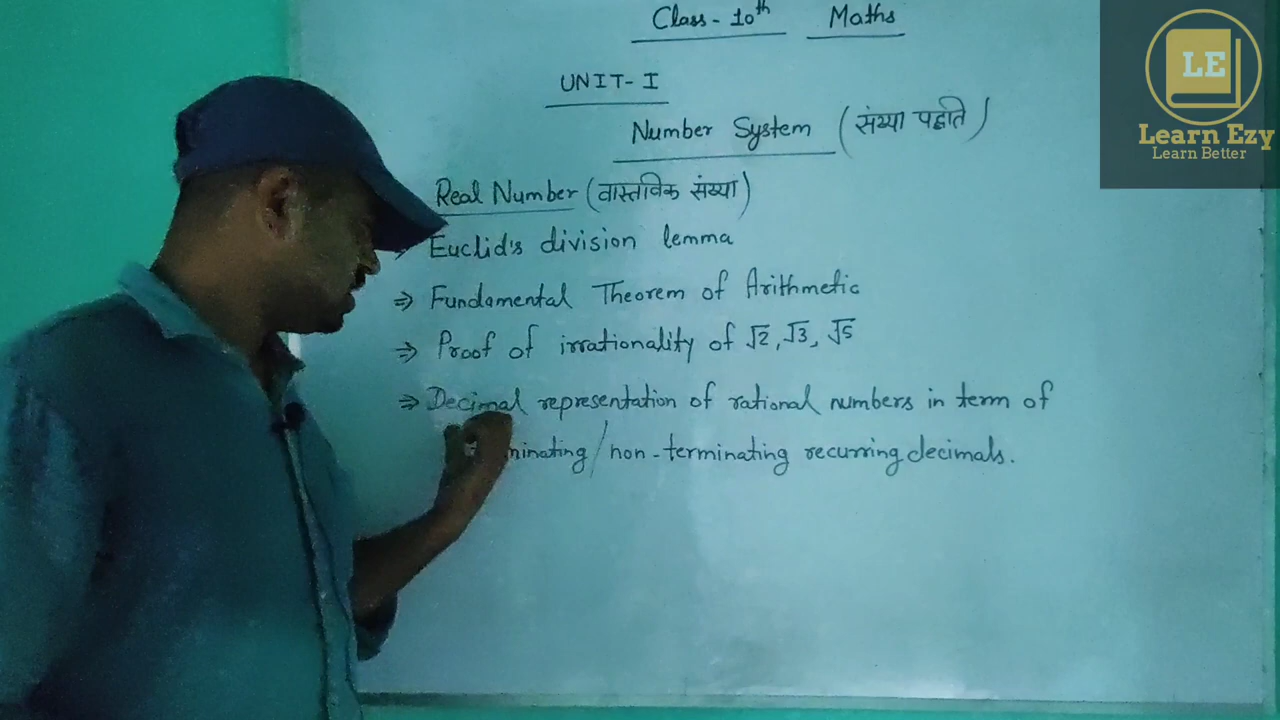 Class - 10th Maths
UNIT - I
Number System (संख्या पद्धति)
Real Number (वास्तविक संख्या)
Euclid's division lemma
⇒ Fundamental Theorem of Arithmetic
⇒ Proof of irrationality of √2, √3, √5
⇒ Decimal representation of rational numbers in term of
minating / non-terminating recurring decimals.
LE
Learn Ezy
Learn Better